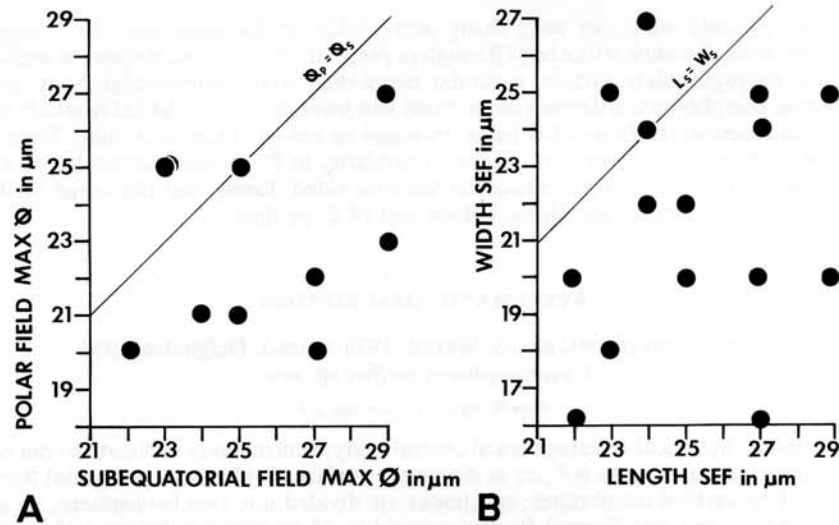 POLAR FIELD MAX Ø in µm
29
27
25
23
21
19
Øp = Øs
21 23 25 27 29
SUBEQUATORIAL FIELD MAX Ø in µm
A
WIDTH SEF in µm
27
25
23
21
19
17
Ls = Ws
21 23 25 27 29
LENGTH SEF in µm
B